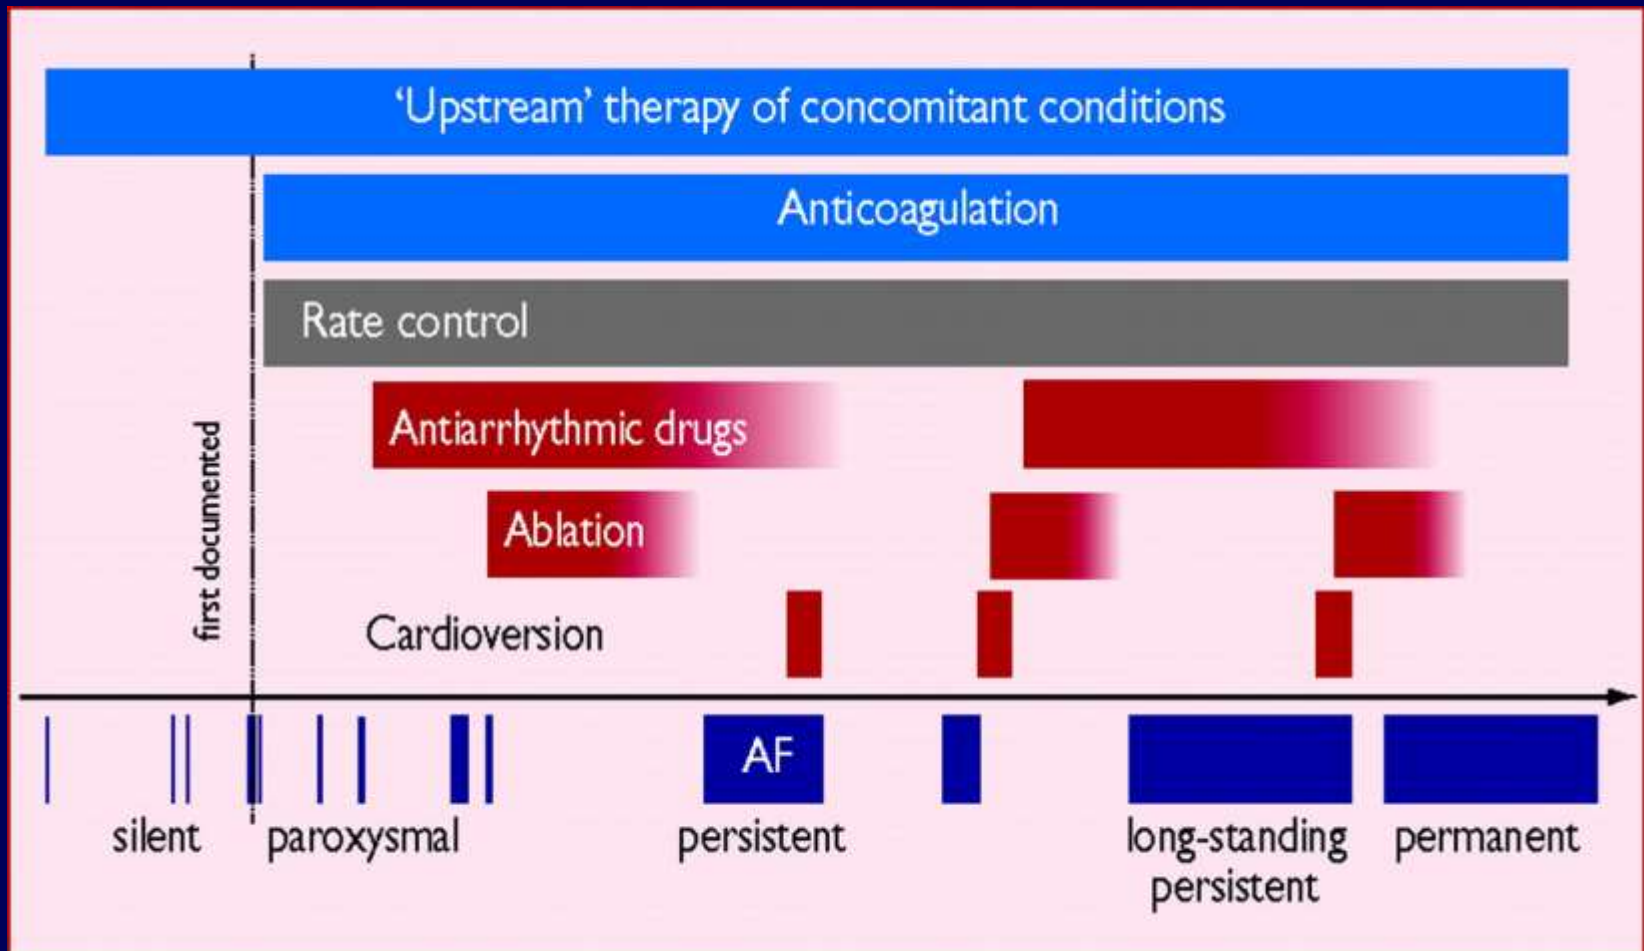 ‘Upstream’ therapy of concomitant conditions
Anticoagulation
Rate control
Antiarrhythmic drugs
Ablation
first documented
Cardioversion
AF
silent
paroxysmal
persistent
long-standing
persistent
permanent